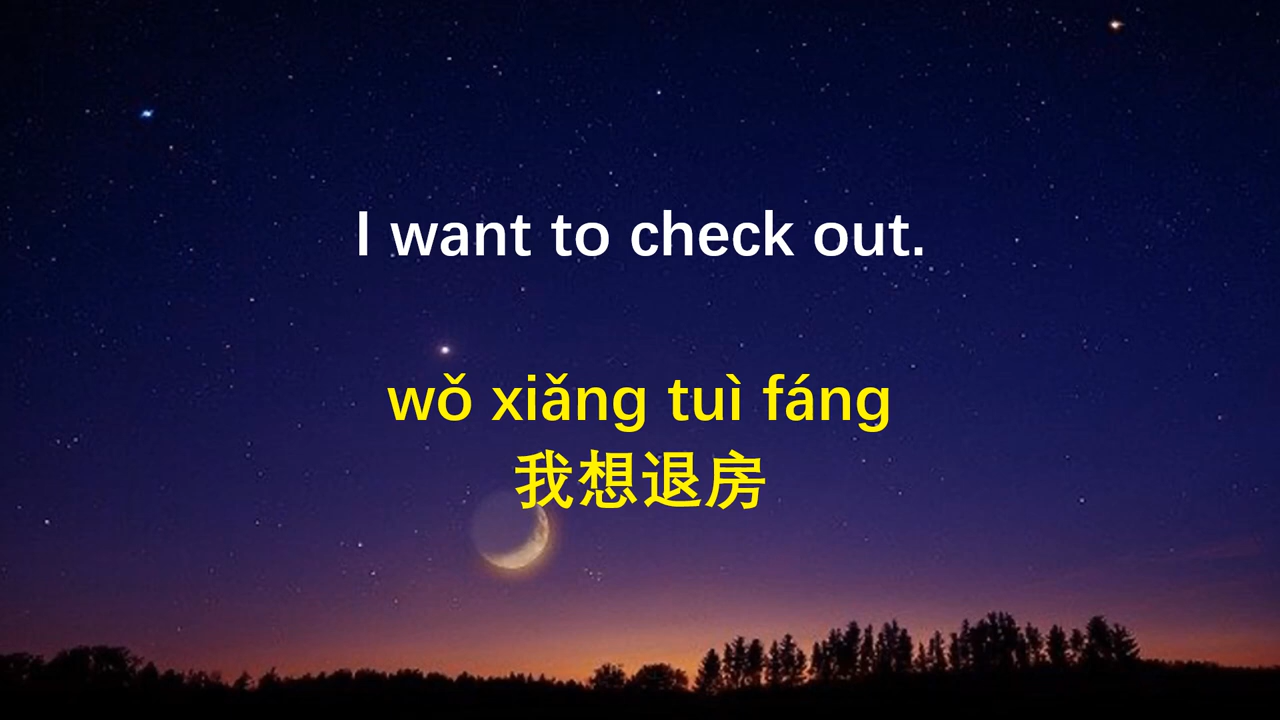 I want to check out.
wǒ xiǎng tuì fáng
我想退房